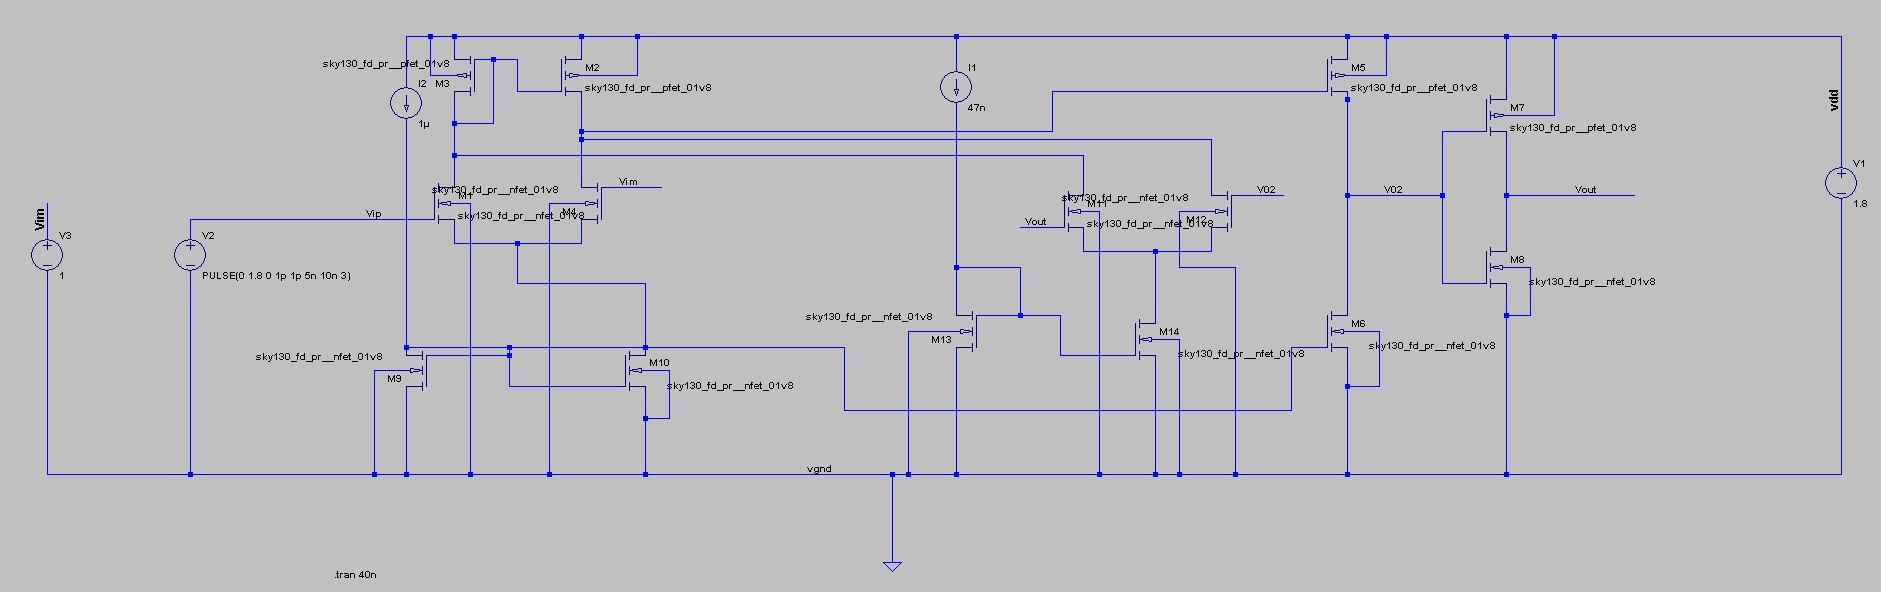 sky130_fd_pr__pfet_01v8
M3
M2
sky130_fd_pr__pfet_01v8
I2
1µ
I1
47n
M5
sky130_fd_pr__pfet_01v8
M7
sky130_fd_pr__pfet_01v8
vdd
V1
1.8
Vim
V3
1
Vip
V2
PULSE(0 1.8 0 1p 1p 5n 10n 3)
sky130_fd_pr__nfet_01v8
M1
Vim
sky130_fd_pr__nfet_01v8
M4
sky130_fd_pr__nfet_01v8
M11
Vout
sky130_fd_pr__nfet_01v8
M12
V02
V02
Vout
M8
sky130_fd_pr__nfet_01v8
sky130_fd_pr__nfet_01v8
M9
M10
sky130_fd_pr__nfet_01v8
sky130_fd_pr__nfet_01v8
M13
M14
sky130_fd_pr__nfet_01v8
M6
sky130_fd_pr__nfet_01v8
vgnd
.tran 40n